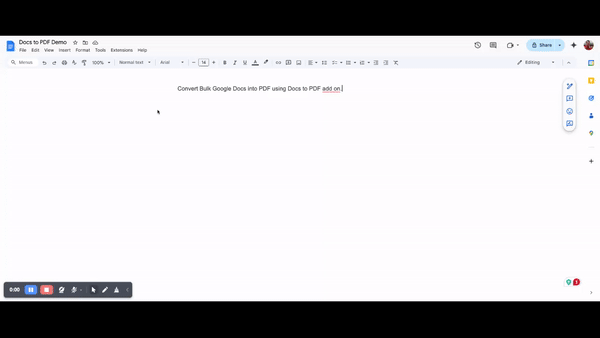 Docs to PDF Demo
File Edit View Insert Format Tools Extensions Help
Share
Menus 100% Normal text Arial 14 Editing
Convert Bulk Google Docs into PDF using Docs to PDF add on.
0:00
1